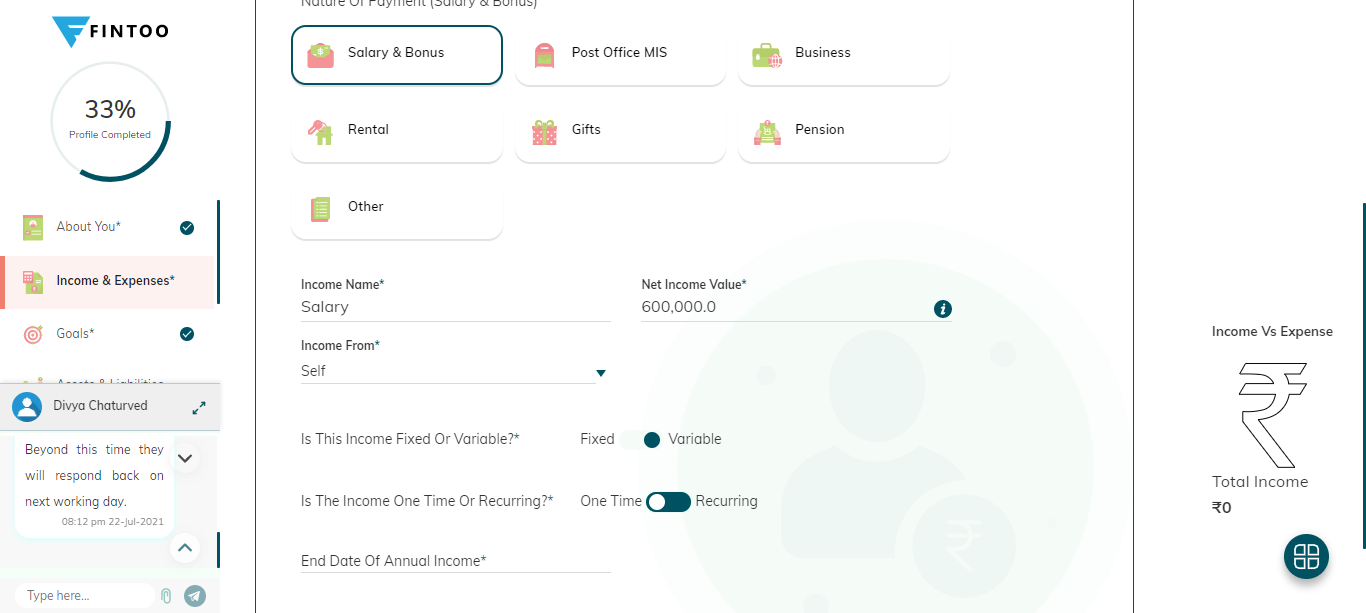 FINTOO
33%
Profile Completed
About You*
Income & Expenses*
Goals*
Assets & Liabilities
Divya Chaturved
Beyond this time they
will respond back on
next working day.
08:12 pm 22-Jul-2021
Type here...
Nature Of Payment (Salary & Bonus)
Salary & Bonus
Post Office MIS
Business
Rental
Gifts
Pension
Other
Income Name*
Net Income Value*
Salary
600,000.0
Income From*
Self
Is This Income Fixed Or Variable?*
Fixed
Variable
Is The Income One Time Or Recurring?*
One Time
Recurring
End Date Of Annual Income*
Income Vs Expense
₹
Total Income
₹0